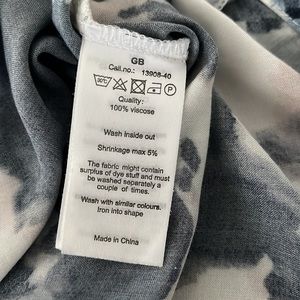 GB
Call.no.: 13908-40
30°C P
Quality:
100% viscose
Wash inside out
Shrinkage max 5%
The fabric might contain
surplus of dye stuff and must
be washed separately a
couple of times.
Wash with similar colours.
Iron into shape
Made in China